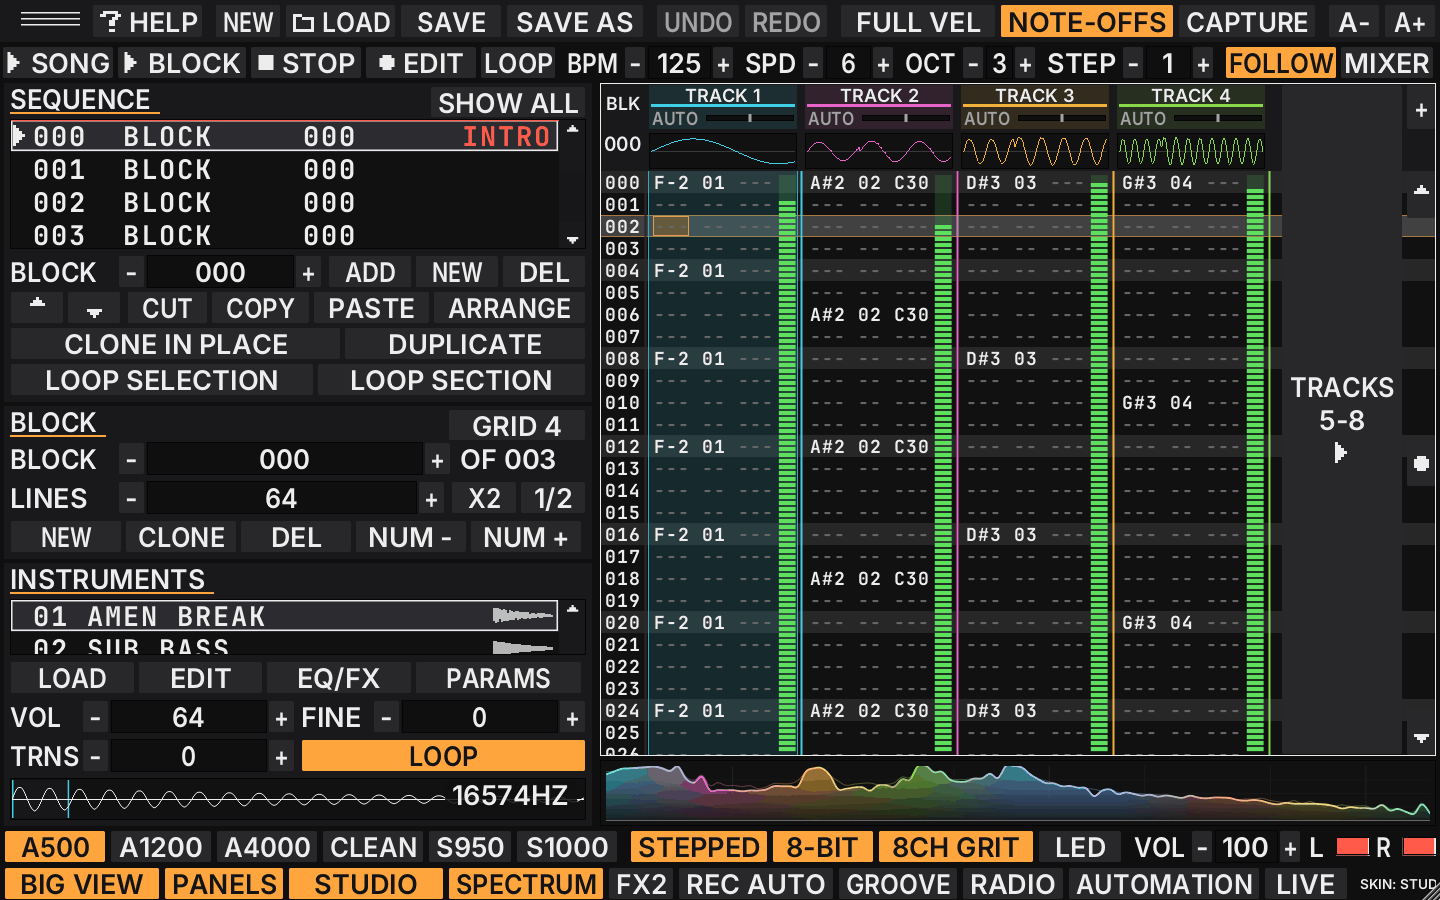 HELP NEW LOAD SAVE SAVE AS UNDO REDO FULL VEL NOTE-OFFS CAPTURE A- A+
SONG BLOCK STOP EDIT LOOP BPM - 125 + SPD - 6 + OCT - 3 + STEP - 1 + FOLLOW MIXER
SEQUENCE SHOW ALL
000 BLOCK 000 INTRO
001 BLOCK 000
002 BLOCK 000
003 BLOCK 000
BLOCK - 000 + ADD NEW DEL
CUT COPY PASTE ARRANGE
CLONE IN PLACE DUPLICATE
LOOP SELECTION LOOP SECTION
BLOCK GRID 4
BLOCK - 000 + OF 003
LINES - 64 + X2 1/2
NEW CLONE DEL NUM - NUM +
INSTRUMENTS
01 AMEN BREAK
02 SUB BASS
LOAD EDIT EQ/FX PARAMS
VOL - 64 + FINE - 0 +
TRNS - 0 + LOOP
16574HZ
BLK TRACK 1 TRACK 2 TRACK 3 TRACK 4 +
AUTO AUTO AUTO AUTO
000
000 F-2 01 --- A#2 02 C30 D#3 03 --- G#3 04 ---
001 --- -- --- --- -- --- --- -- --- --- -- ---
002 --- -- --- --- -- --- --- -- --- --- -- ---
003 --- -- --- --- -- --- --- -- --- --- -- ---
004 F-2 01 --- --- -- --- --- -- --- --- -- ---
005 --- -- --- --- -- --- --- -- --- --- -- ---
006 --- -- --- A#2 02 C30 --- -- --- --- -- ---
007 --- -- --- --- -- --- --- -- --- --- -- ---
008 F-2 01 --- --- -- --- D#3 03 --- --- -- ---
009 --- -- --- --- -- --- --- -- --- --- -- ---
010 --- -- --- --- -- --- --- -- --- G#3 04 ---
011 --- -- --- --- -- --- --- -- --- --- -- ---
012 F-2 01 --- A#2 02 C30 --- -- --- --- -- ---
013 --- -- --- --- -- --- --- -- --- --- -- ---
014 --- -- --- --- -- --- --- -- --- --- -- ---
015 --- -- --- --- -- --- --- -- --- --- -- ---
016 F-2 01 --- --- -- --- D#3 03 --- --- -- ---
017 --- -- --- --- -- --- --- -- --- --- -- ---
018 --- -- --- A#2 02 C30 --- -- --- --- -- ---
019 --- -- --- --- -- --- --- -- --- --- -- ---
020 F-2 01 --- --- -- --- --- -- --- G#3 04 ---
021 --- -- --- --- -- --- --- -- --- --- -- ---
022 --- -- --- --- -- --- --- -- --- --- -- ---
023 --- -- --- --- -- --- --- -- --- --- -- ---
024 F-2 01 --- A#2 02 C30 D#3 03 --- --- -- ---
025 --- -- --- --- -- --- --- -- --- --- -- ---
TRACKS
5-8
A500 A1200 A4000 CLEAN S950 S1000 STEPPED 8-BIT 8CH GRIT LED VOL - 100 + L R
BIG VIEW PANELS STUDIO SPECTRUM FX2 REC AUTO GROOVE RADIO AUTOMATION LIVE SKIN: STUD